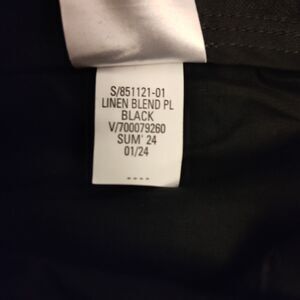 S/851121-01
LINEN BLEND PL
BLACK
V/700079260
SUM' 24
01/24
----